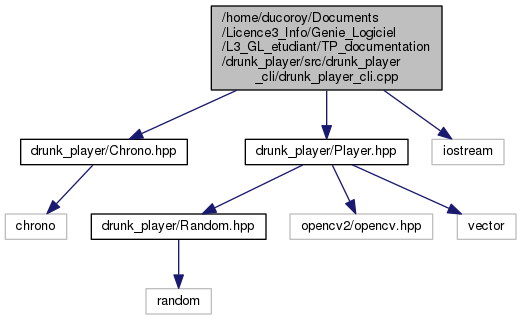 /home/ducoroy/Documents
/Licence3_Info/Genie_Logiciel
/L3_GL_etudiant/TP_documentation
/drunk_player/src/drunk_player
_cli/drunk_player_cli.cpp
drunk_player/Chrono.hpp
drunk_player/Player.hpp
iostream
chrono
drunk_player/Random.hpp
opencv2/opencv.hpp
vector
random